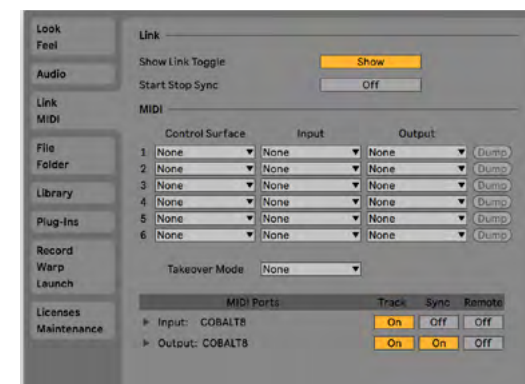 Look
Feel
Audio
Link
MIDI
File
Folder
Library
Plug-Ins
Record
Warp
Launch
Licenses
Maintenance
Link
Show Link Toggle Show
Start Stop Sync Off
MIDI
Control Surface Input Output
1 None None None Dump
2 None None None Dump
3 None None None Dump
4 None None None Dump
5 None None None Dump
6 None None None Dump
Takeover Mode None
MIDI Ports Track Sync Remote
Input: COBALT8 On Off Off
Output: COBALT8 On On Off